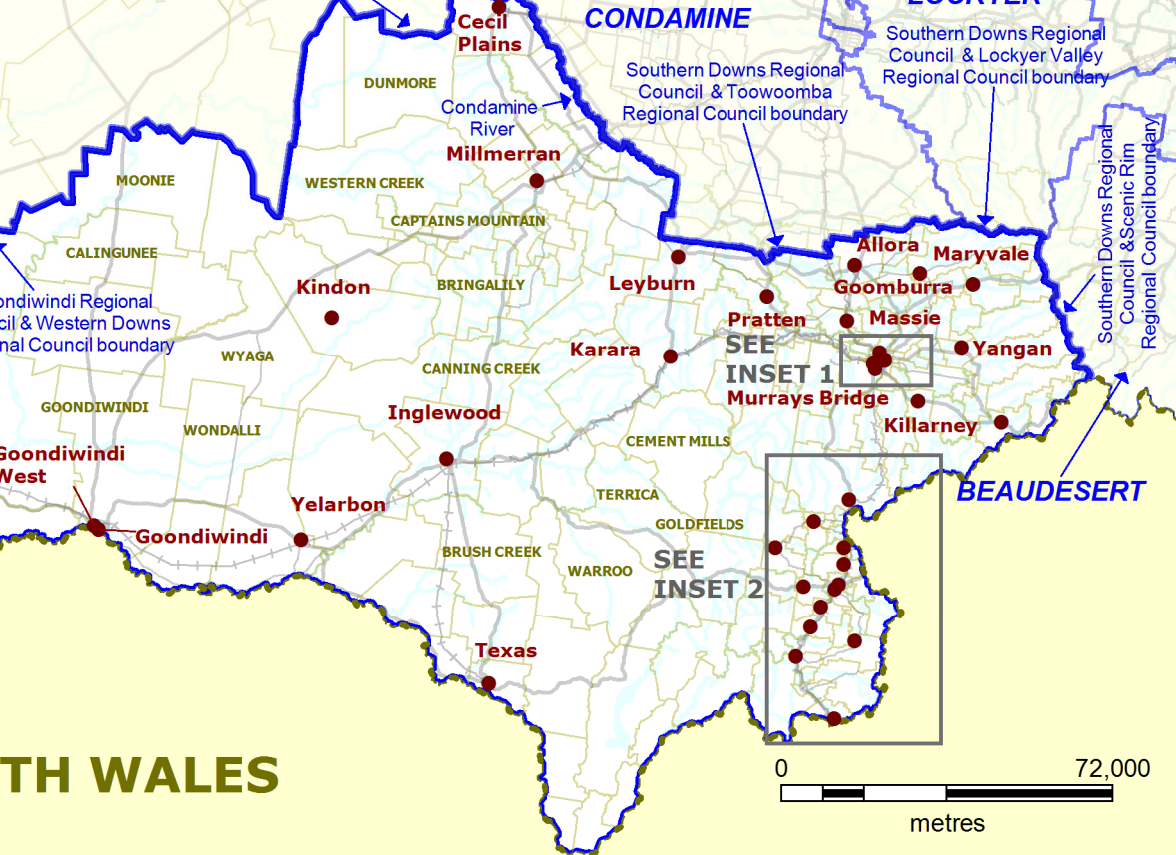 LOCKYER
CONDAMINE
Cecil
Plains
Southern Downs Regional
Council & Lockyer Valley
Regional Council boundary
Southern Downs Regional
Council & Toowoomba
Regional Council boundary
DUNMORE
Condamine
River
Millmerran
MOONIE
WESTERN CREEK
CAPTAINS MOUNTAIN
Southern Downs Regional
Council &Scenic Rim
Regional Council boundary
CALINGUNEE
Allora
Maryvale
Kindon
BRINGALILY
Leyburn
Goomburra
ondiwindi Regional
cil & Western Downs
nal Council boundary
Pratten
Massie
SEE
INSET 1
Karara
Yangan
WYAGA
CANNING CREEK
Murrays Bridge
GOONDIWINDI
WONDALLI
Inglewood
Killarney
CEMENT MILLS
Goondiwindi
West
TERRICA
BEAUDESERT
Yelarbon
GOLDFIELDS
Goondiwindi
BRUSH CREEK
WARROO
SEE
INSET 2
Texas
TH WALES
0 72,000
metres